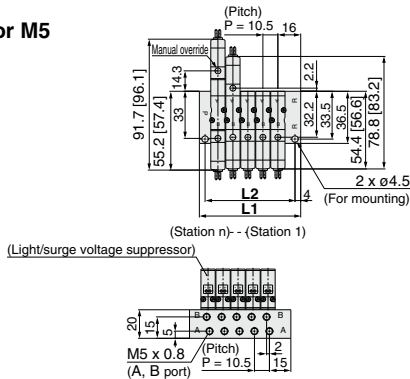 or M5
(Pitch)
P = 10.5
16
Manual override
14.3
2.2
91.7 [96.1]
55.2 [57.4]
33
32.2
33.5
36.5
54.4 [56.6]
78.8 [83.2]
P
R
R
L2
4
L1
2 x ø4.5
(For mounting)
(Station n)- - -(Station 1)
(Light/surge voltage suppressor)
20
15
5
B
B
A
A
2
M5 x 0.8
(A, B port)
(Pitch)
P = 10.5
15